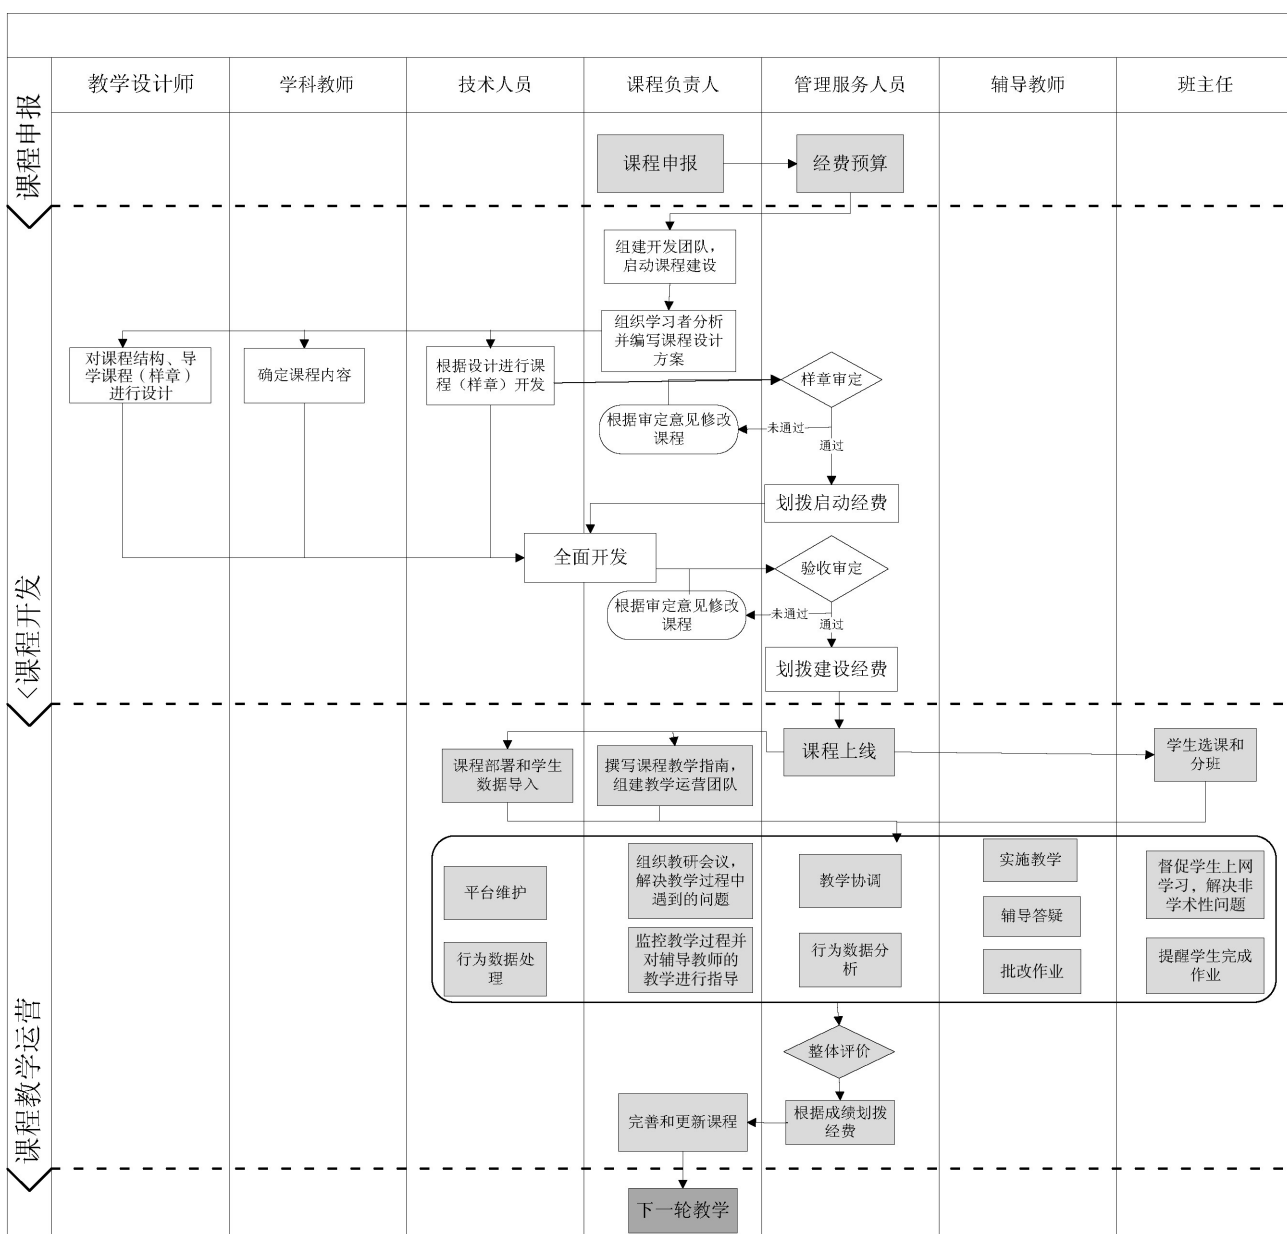 教学设计师
学科教师
技术人员
课程负责人
管理服务人员
辅导教师
班主任
课程申报
课程申报
经费预算
<课程开发
组建开发团队，
启动课程建设
组织学习者分析
并编写课程设计
方案
对课程结构、导
学课程（样章）
进行设计
确定课程内容
根据设计进行课
程（样章）开发
样章审定
根据审定意见修改
课程
未通过
通过
划拨启动经费
全面开发
验收审定
根据审定意见修改
课程
未通过
通过
划拨建设经费
课程教学运营
课程上线
课程部署和学生
数据导入
撰写课程教学指南，
组建教学运营团队
学生选课和
分班
平台维护
行为数据处
理
组织教研会议，
解决教学过程中
遇到的问题
监控教学过程并
对辅导教师的
教学进行指导
教学协调
行为数据分
析
实施教学
辅导答疑
批改作业
督促学生上网
学习，解决非
学术性问题
提醒学生完成
作业
整体评价
根据成绩划拨
经费
完善和更新课程
下一轮教学